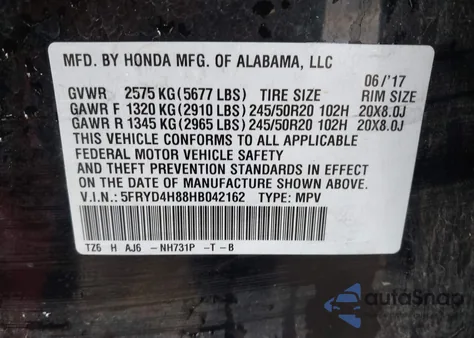 MFD. BY HONDA MFG. OF ALABAMA, LLC
06/'17
GVWR 2575 KG(5677 LBS) TIRE SIZE RIM SIZE
GAWR F 1320 KG(2910 LBS) 245/50R20 102H 20X8.0J
GAWR R 1345 KG(2965 LBS) 245/50R20 102H 20X8.0J
THIS VEHICLE CONFORMS TO ALL APPLICABLE
FEDERAL MOTOR VEHICLE SAFETY
AND THEFT PREVENTION STANDARDS IN EFFECT
ON THE DATE OF MANUFACTURE SHOWN ABOVE.
V.I.N.: 5FRYD4H88HB042162 TYPE: MPV
TZ6 H AJ6 -NH731P -T -B
autoSnap